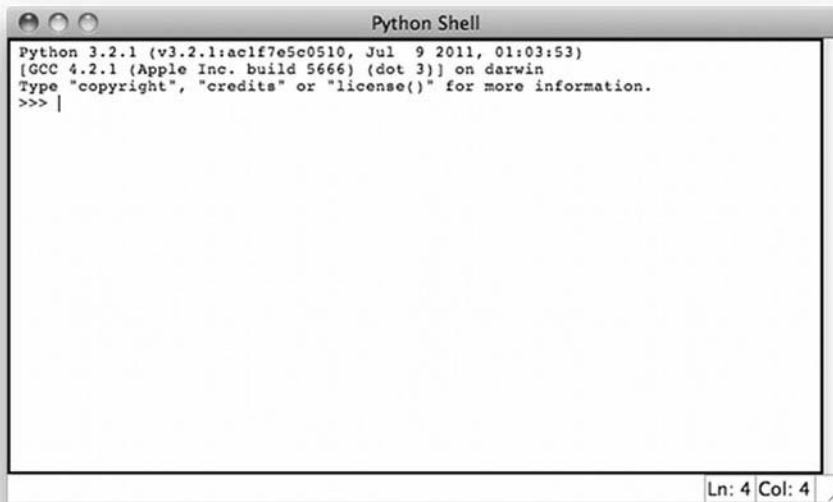 Python Shell
Python 3.2.1 (v3.2.1:ac1f7e5c0510, Jul  9 2011, 01:03:53)
[GCC 4.2.1 (Apple Inc. build 5666) (dot 3)] on darwin
Type "copyright", "credits" or "license()" for more information.
>>>
Ln: 4 Col: 4